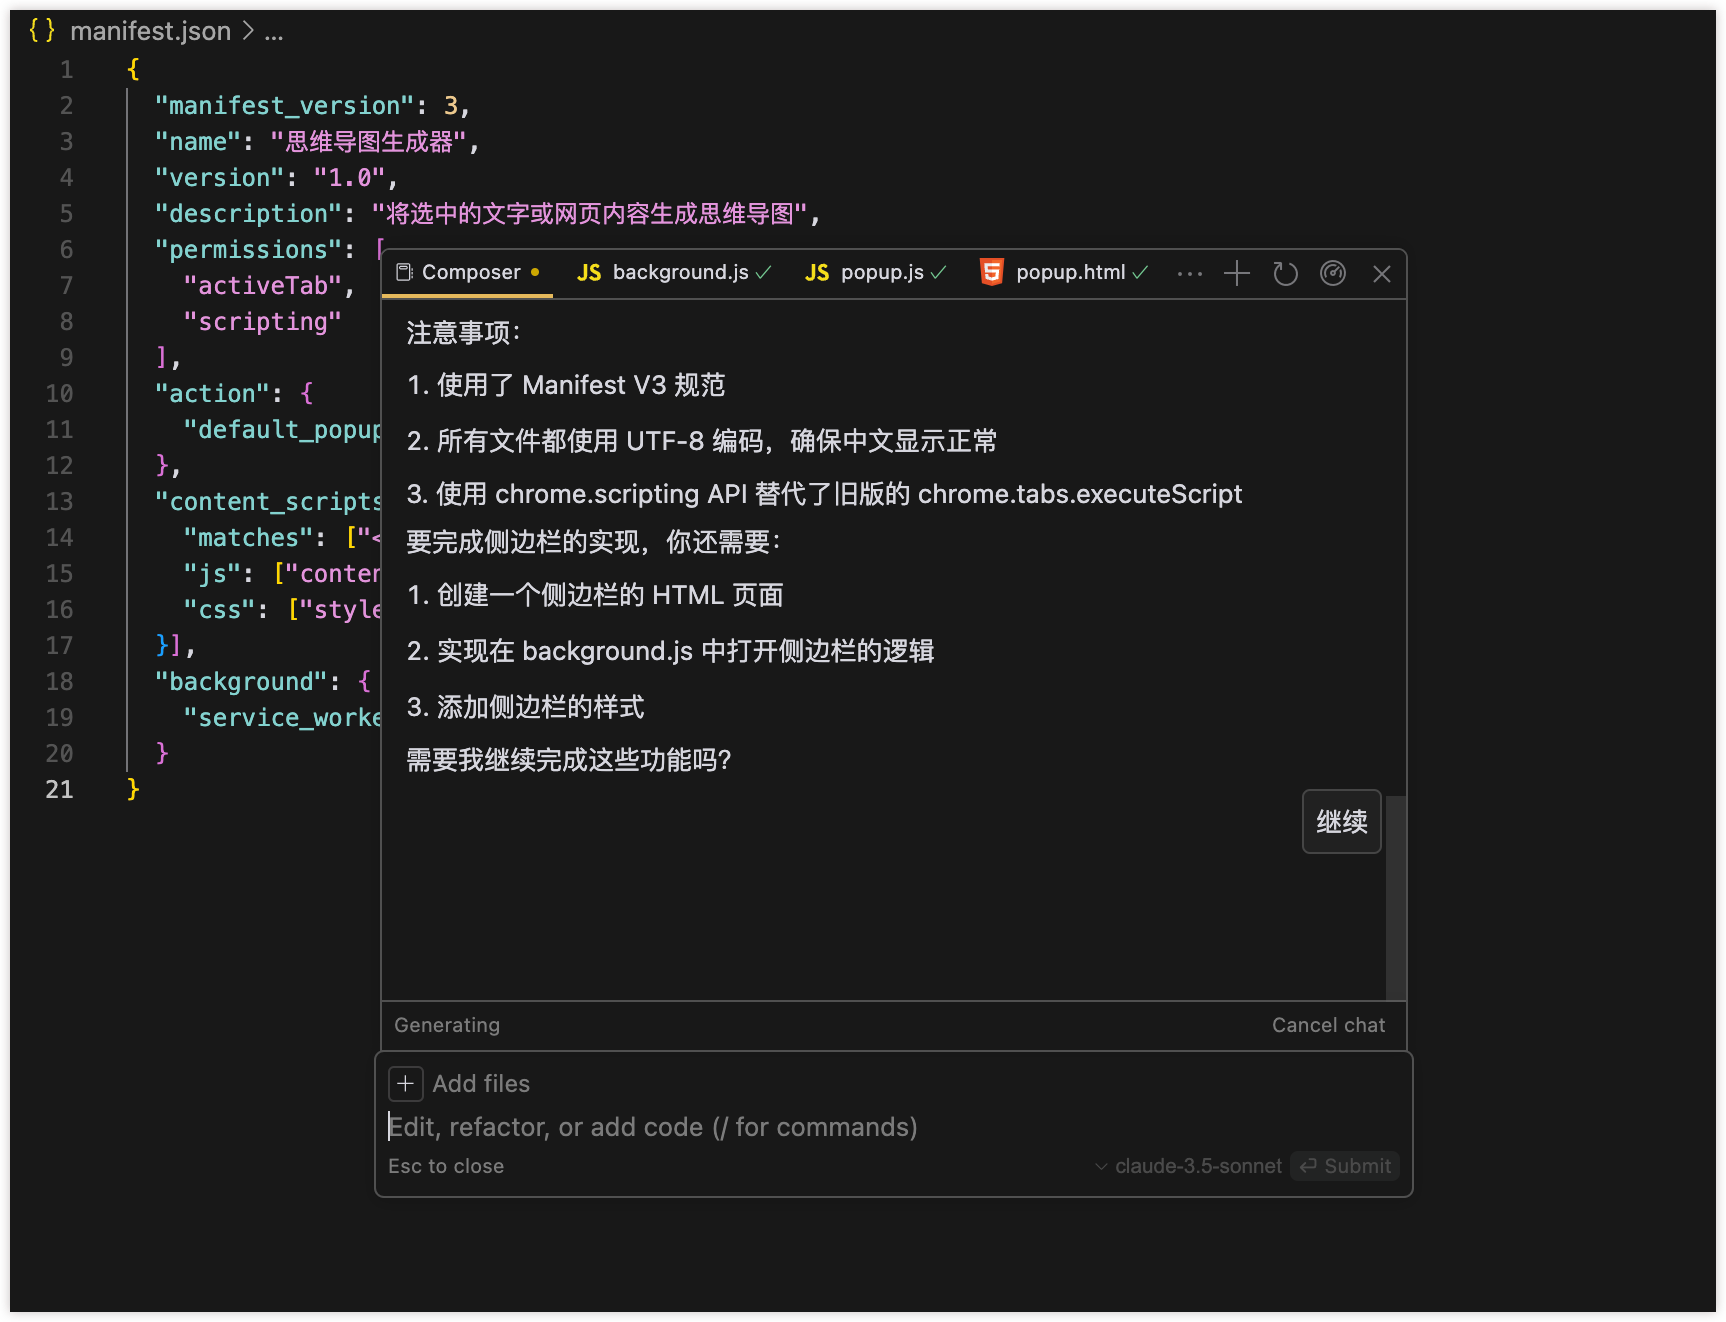 {} manifest.json > ...
1 {
2 "manifest_version": 3,
3 "name": "思维导图生成器",
4 "version": "1.0",
5 "description": "将选中的文字或网页内容生成思维导图",
6 "permissions": [
7 "activeTab",
8 "scripting"
9 ],
10 "action": {
11 "default_popup
12 },
13 "content_scripts
14 "matches": ["<
15 "js": ["conten
16 "css": ["style
17 }],
18 "background": {
19 "service_worke
20 }
21 }
Composer JS background.js JS popup.js 5 popup.html ...
注意事项：
1. 使用了 Manifest V3 规范
2. 所有文件都使用 UTF-8 编码，确保中文显示正常
3. 使用 chrome.scripting API 替代了旧版的 chrome.tabs.executeScript
要完成侧边栏的实现，你还需要：
1. 创建一个侧边栏的 HTML 页面
2. 实现在 background.js 中打开侧边栏的逻辑
3. 添加侧边栏的样式
需要我继续完成这些功能吗?
继续
Generating Cancel chat
+ Add files
Edit, refactor, or add code (/ for commands)
Esc to close claude-3.5-sonnet Submit